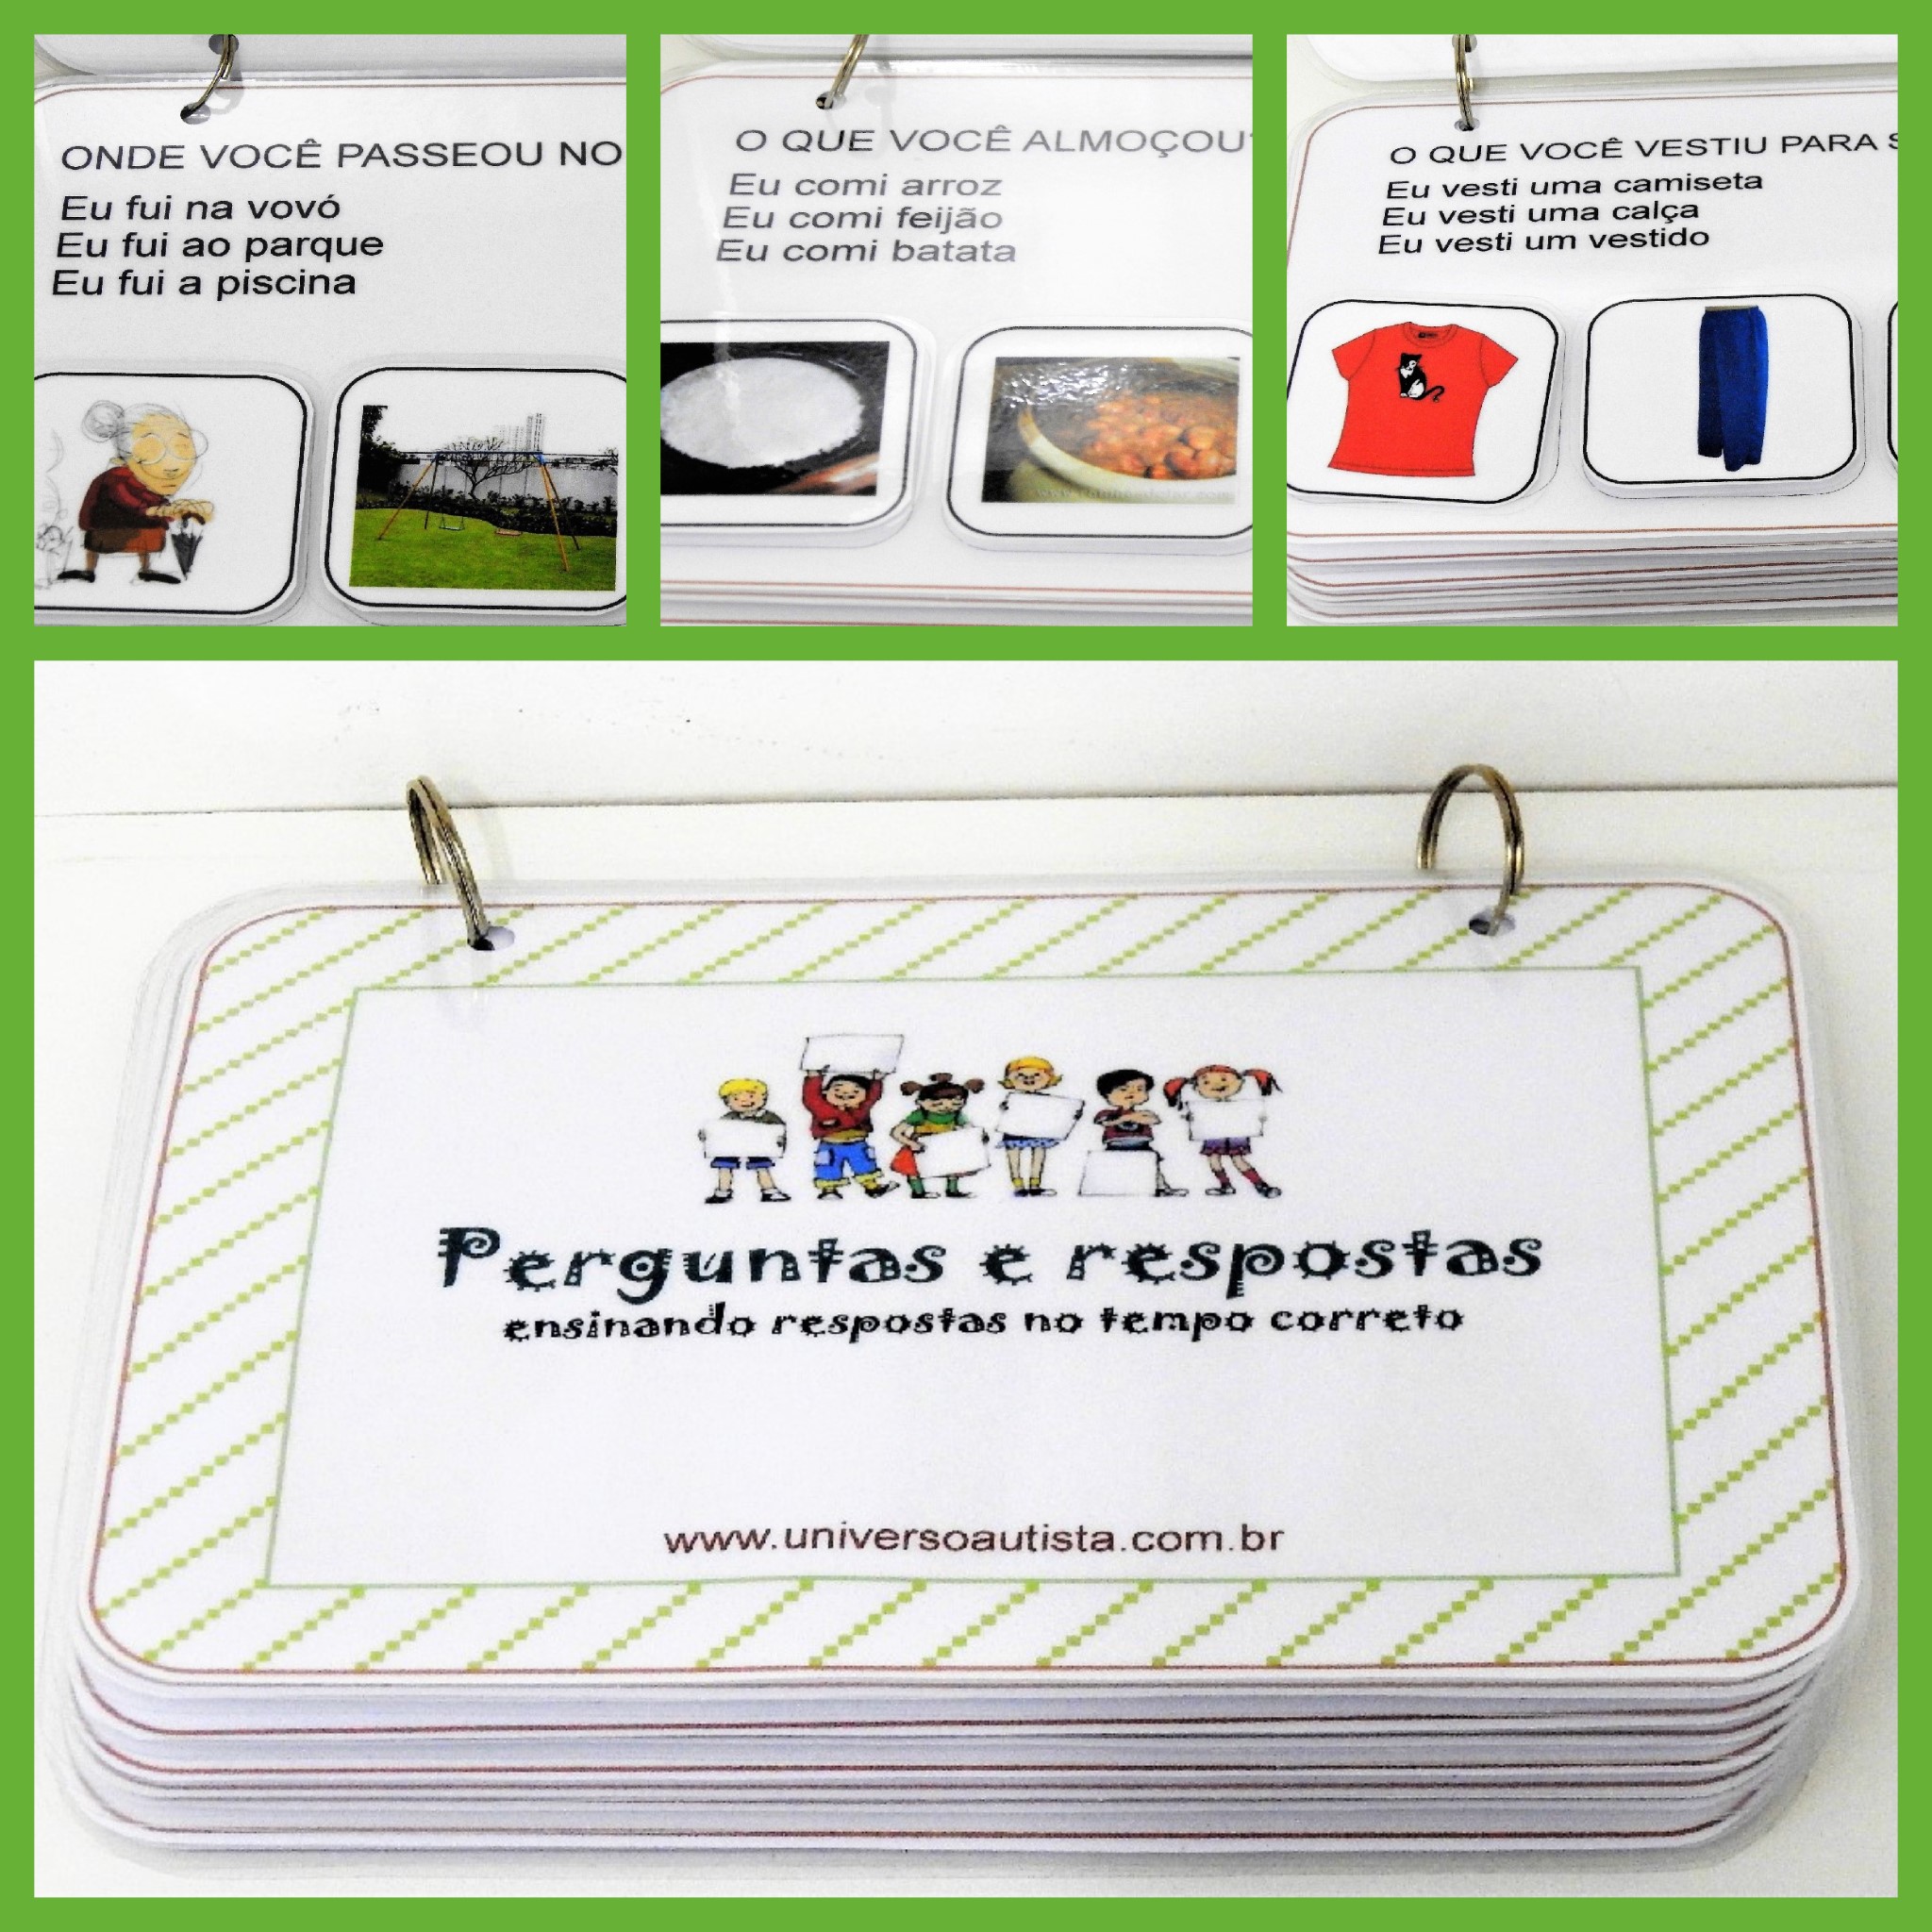 ONDE VOCÊ PASSEOU NO
Eu fui na vovó
Eu fui ao parque
Eu fui a piscina
O QUE VOCÊ ALMOÇOU?
Eu comi arroz
Eu comi feijão
Eu comi batata
O QUE VOCÊ VESTIU PARA S
Eu vesti uma camiseta
Eu vesti uma calça
Eu vesti um vestido
Perguntas e respostas
ensinando respostas no tempo correto
www.universoautista.com.br